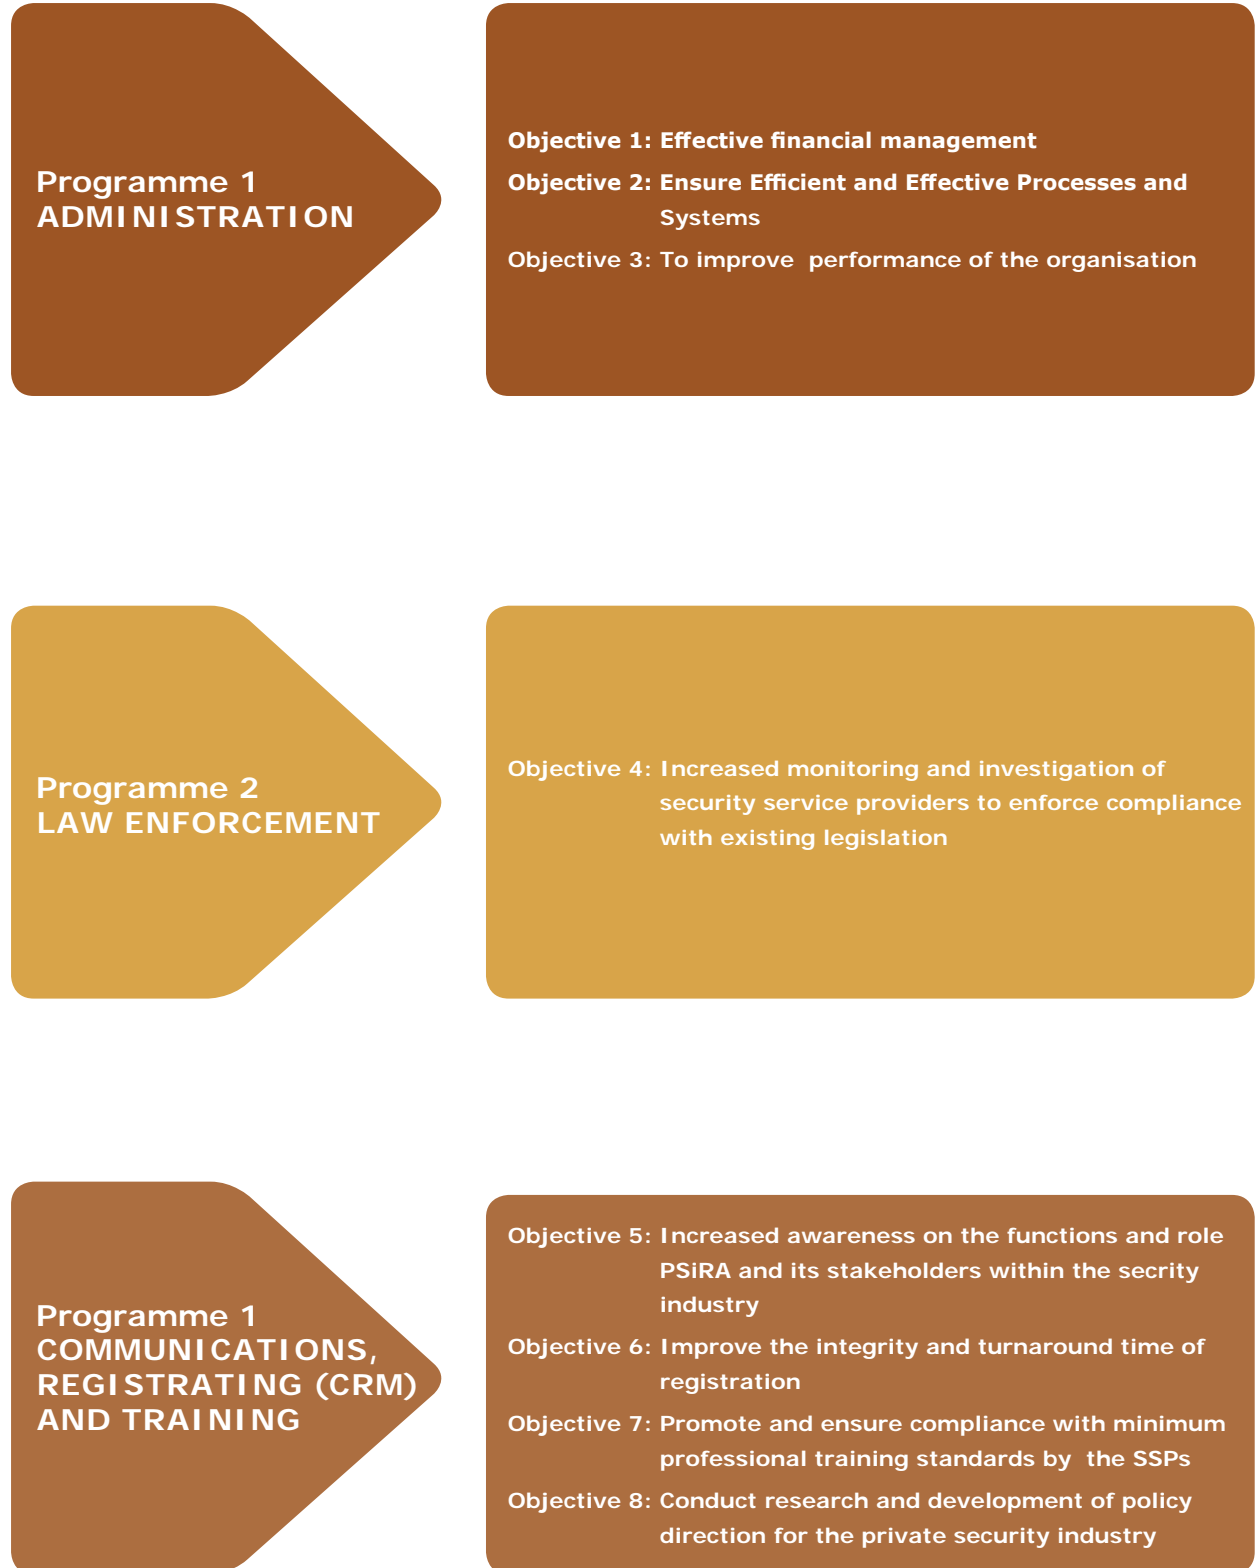 Programme 1
ADMINISTRATION
Objective 1: Effective financial management
Objective 2: Ensure Efficient and Effective Processes and
Systems
Objective 3: To improve performance of the organisation
Programme 2
LAW ENFORCEMENT
Objective 4: Increased monitoring and investigation of
security service providers to enforce compliance
with existing legislation
Programme 1
COMMUNICATIONS,
REGISTRATING (CRM)
AND TRAINING
Objective 5: Increased awareness on the functions and role
PSiRA and its stakeholders within the secrity
industry
Objective 6: Improve the integrity and turnaround time of
registration
Objective 7: Promote and ensure compliance with minimum
professional training standards by the SSPs
Objective 8: Conduct research and development of policy
direction for the private security industry